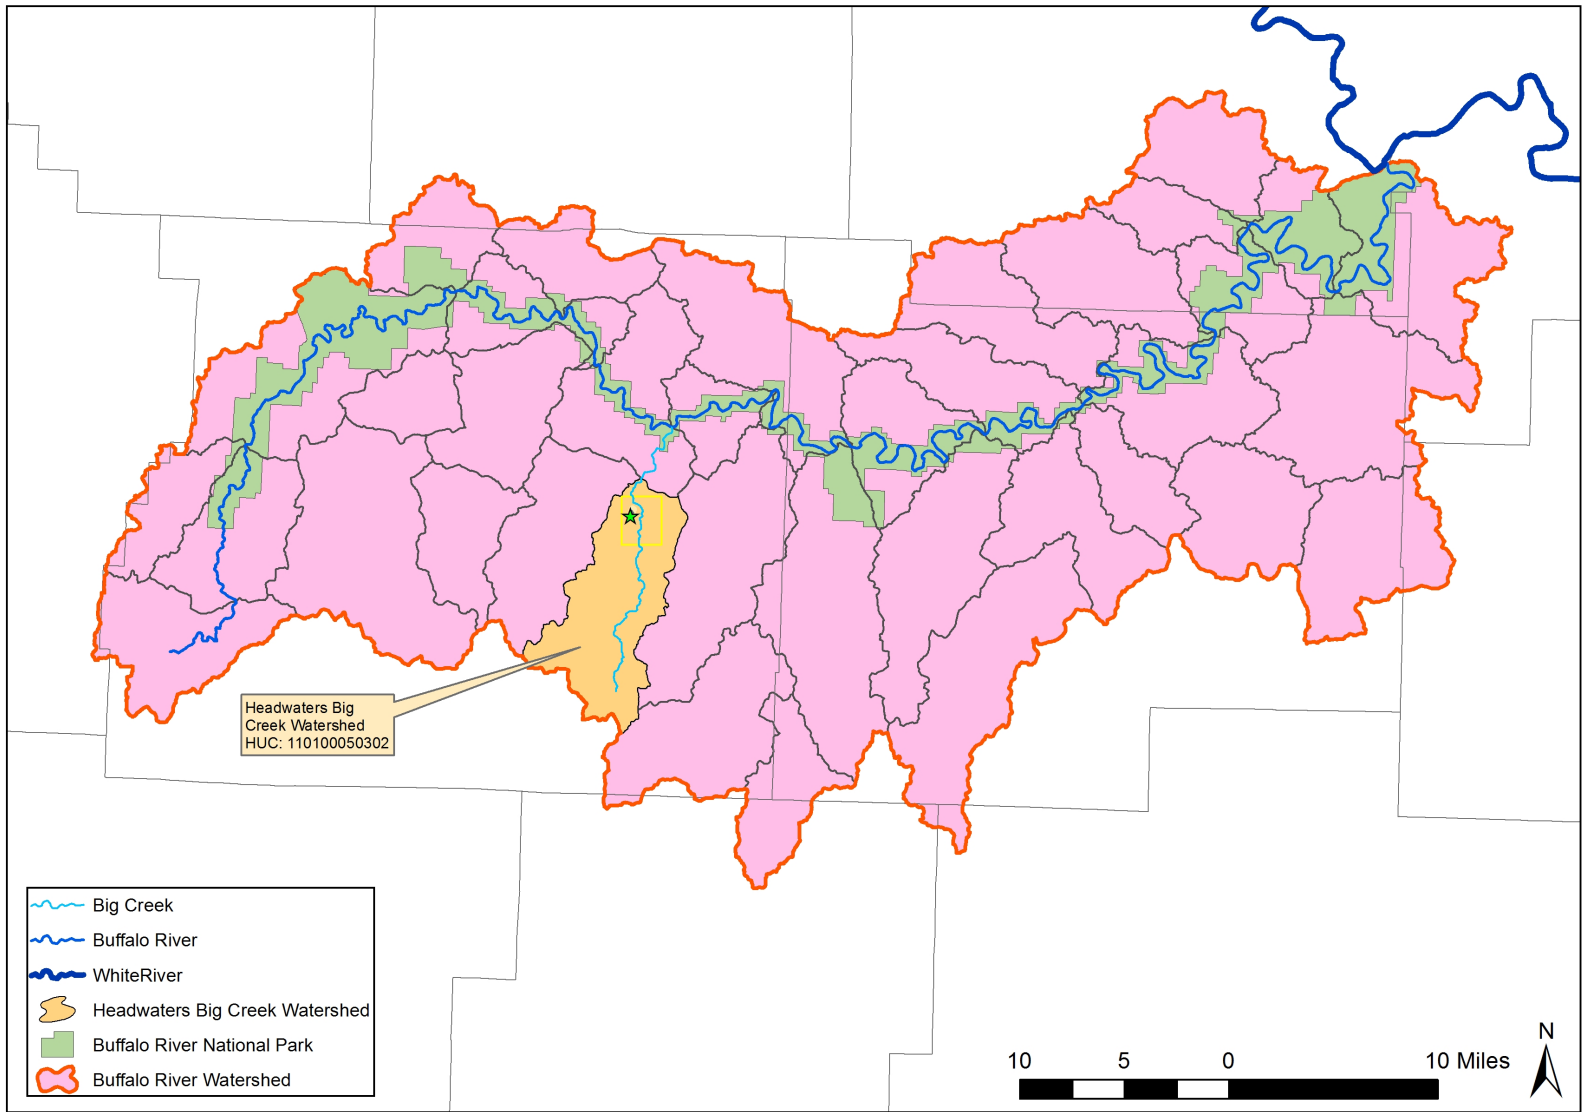 Headwaters Big
Creek Watershed
HUC: 110100050302
Big Creek
Buffalo River
WhiteRiver
Headwaters Big Creek Watershed
Buffalo River National Park
Buffalo River Watershed
N
10 5 0 10 Miles